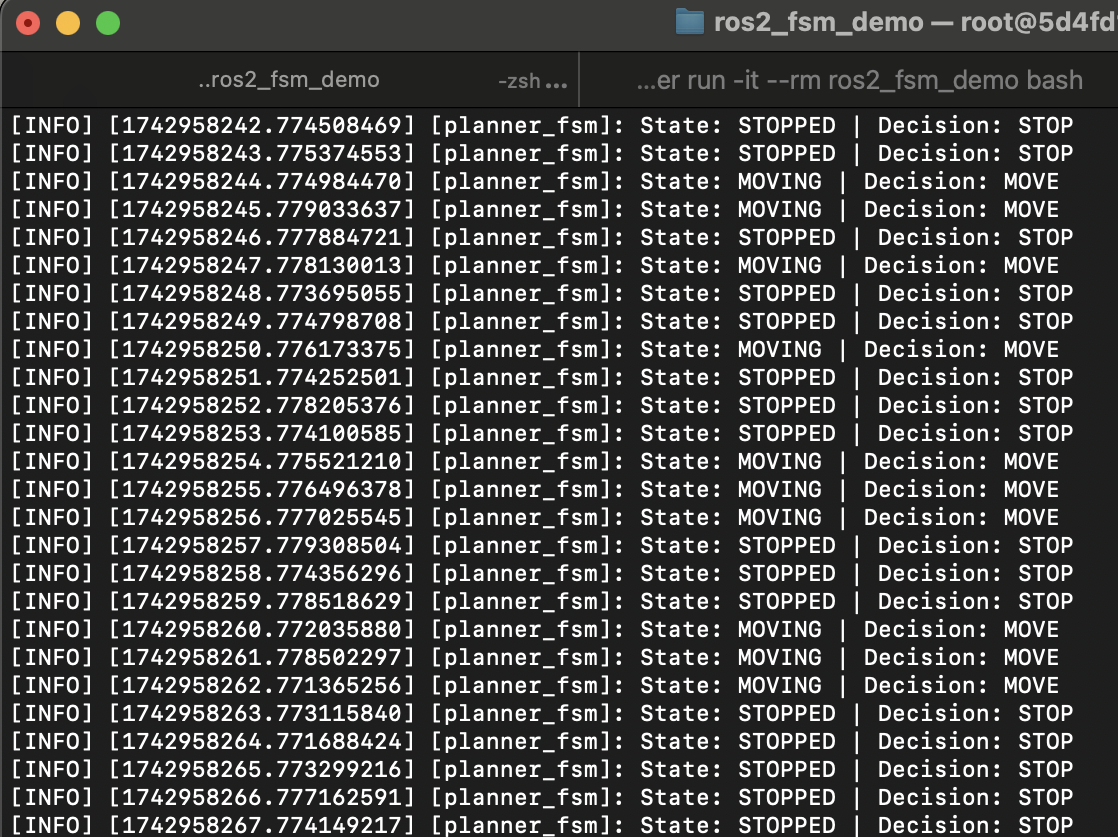 ros2_fsm_demo — root@5d4fd
..ros2_fsm_demo -zsh ... ...er run -it --rm ros2_fsm_demo bash
[INFO] [1742958242.774508469] [planner_fsm]: State: STOPPED | Decision: STOP
[INFO] [1742958243.775374553] [planner_fsm]: State: STOPPED | Decision: STOP
[INFO] [1742958244.774984470] [planner_fsm]: State: MOVING | Decision: MOVE
[INFO] [1742958245.779033637] [planner_fsm]: State: MOVING | Decision: MOVE
[INFO] [1742958246.777884721] [planner_fsm]: State: STOPPED | Decision: STOP
[INFO] [1742958247.778130013] [planner_fsm]: State: MOVING | Decision: MOVE
[INFO] [1742958248.773695055] [planner_fsm]: State: STOPPED | Decision: STOP
[INFO] [1742958249.774798708] [planner_fsm]: State: STOPPED | Decision: STOP
[INFO] [1742958250.776173375] [planner_fsm]: State: MOVING | Decision: MOVE
[INFO] [1742958251.774252501] [planner_fsm]: State: STOPPED | Decision: STOP
[INFO] [1742958252.778205376] [planner_fsm]: State: STOPPED | Decision: STOP
[INFO] [1742958253.774100585] [planner_fsm]: State: STOPPED | Decision: STOP
[INFO] [1742958254.775521210] [planner_fsm]: State: MOVING | Decision: MOVE
[INFO] [1742958255.776496378] [planner_fsm]: State: MOVING | Decision: MOVE
[INFO] [1742958256.777025545] [planner_fsm]: State: MOVING | Decision: MOVE
[INFO] [1742958257.779308504] [planner_fsm]: State: STOPPED | Decision: STOP
[INFO] [1742958258.774356296] [planner_fsm]: State: STOPPED | Decision: STOP
[INFO] [1742958259.778518629] [planner_fsm]: State: STOPPED | Decision: STOP
[INFO] [1742958260.772035880] [planner_fsm]: State: MOVING | Decision: MOVE
[INFO] [1742958261.778502297] [planner_fsm]: State: MOVING | Decision: MOVE
[INFO] [1742958262.771365256] [planner_fsm]: State: MOVING | Decision: MOVE
[INFO] [1742958263.773115840] [planner_fsm]: State: STOPPED | Decision: STOP
[INFO] [1742958264.771688424] [planner_fsm]: State: STOPPED | Decision: STOP
[INFO] [1742958265.773299216] [planner_fsm]: State: STOPPED | Decision: STOP
[INFO] [1742958266.777162591] [planner_fsm]: State: STOPPED | Decision: STOP
[INFO] [1742958267.774149217] [planner_fsm]: State: STOPPED | Decision: STOP